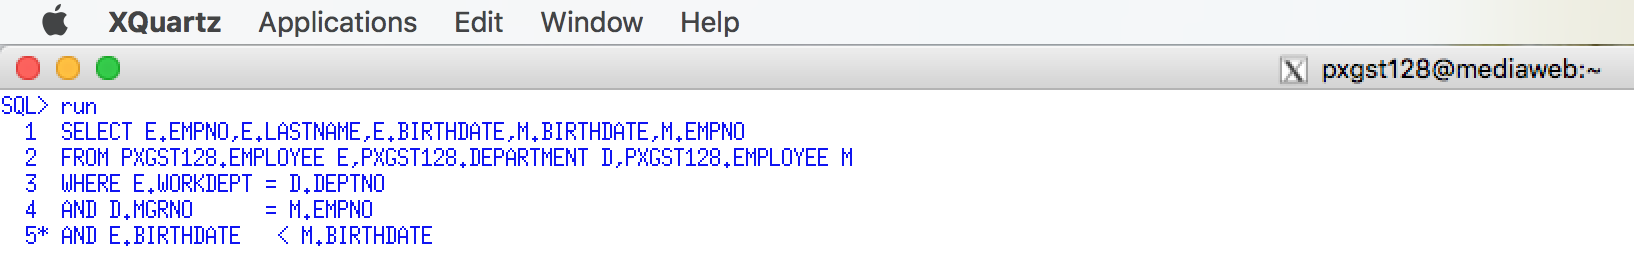 XQuartz Applications Edit Window Help
X pxgst128@mediaweb:~
SQL> run
1 SELECT E.EMPNO,E.LASTNAME,E.BIRTHDATE,M.BIRTHDATE,M.EMPNO
2 FROM PXGST128.EMPLOYEE E,PXGST128.DEPARTMENT D,PXGST128.EMPLOYEE M
3 WHERE E.WORKDEPT = D.DEPTNO
4 AND D.MGRNO = M.EMPNO
5* AND E.BIRTHDATE < M.BIRTHDATE